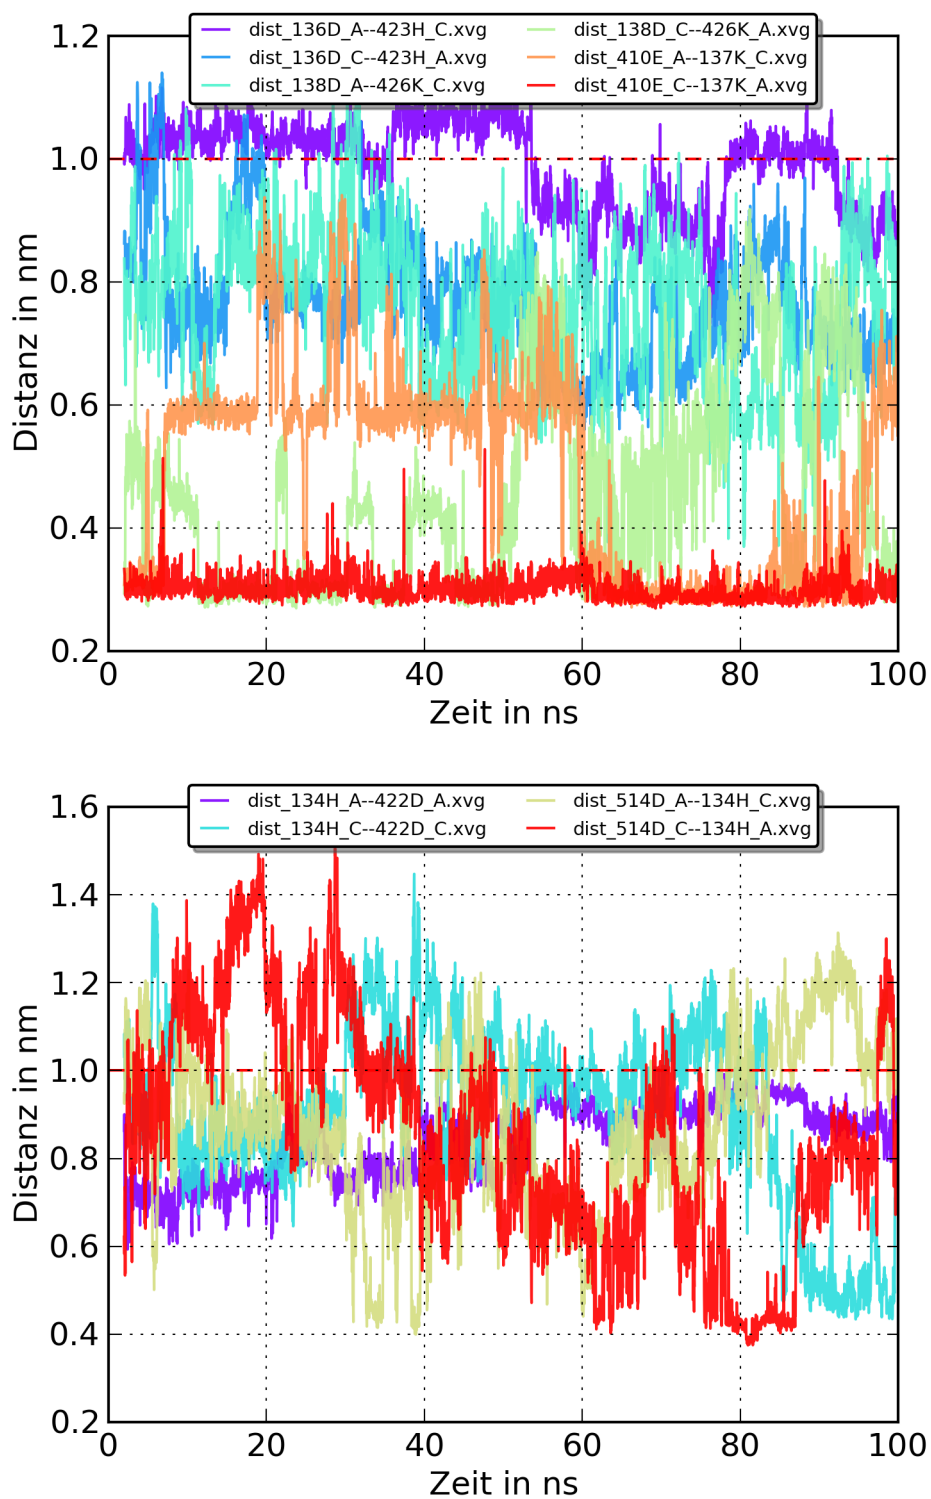 dist_136D_A--423H_C.xvg dist_138D_C--426K_A.xvg
dist_136D_C--423H_A.xvg dist_410E_A--137K_C.xvg
dist_138D_A--426K_C.xvg dist_410E_C--137K_A.xvg
1.2
1.0
0.8
0.6
0.4
0.2
Distanz in nm
0 20 40 60 80 100
Zeit in ns
dist_134H_A--422D_A.xvg dist_514D_A--134H_C.xvg
dist_134H_C--422D_C.xvg dist_514D_C--134H_A.xvg
1.6
1.4
1.2
1.0
0.8
0.6
0.4
0.2
Distanz in nm
0 20 40 60 80 100
Zeit in ns